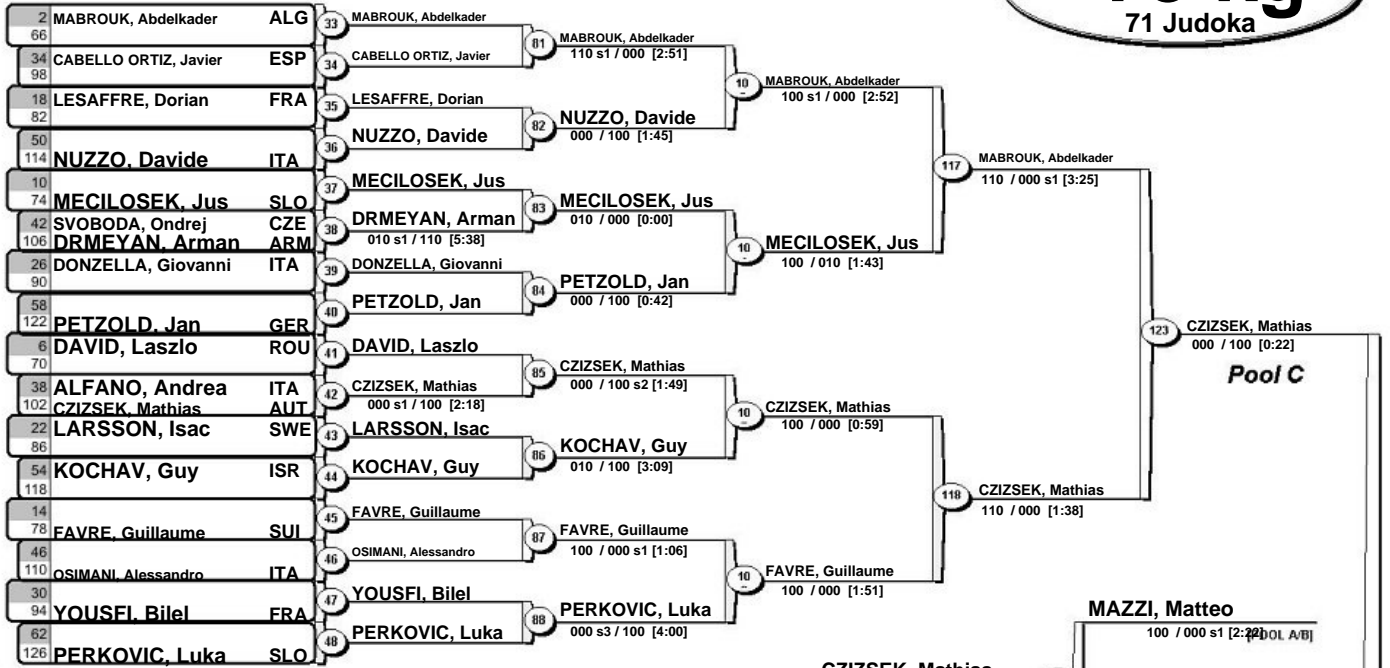 71 Judoka
2 MABROUK, Abdelkader ALG
66
34 CABELLO ORTIZ, Javier ESP
98
18 LESAFFRE, Dorian FRA
82
50
114 NUZZO, Davide ITA
10
74 MECILOSEK, Jus SLO
42 SVOBODA, Ondrej CZE
106 DRMEYAN, Arman ARM
26 DONZELLA, Giovanni ITA
90
58
122 PETZOLD, Jan GER
6 DAVID, Laszlo ROU
70
38 ALFANO, Andrea ITA
102 CZIZSEK, Mathias AUT
22 LARSSON, Isac SWE
86
54 KOCHAV, Guy ISR
118
14
78 FAVRE, Guillaume SUI
46
110 OSIMANI, Alessandro ITA
30
94 YOUSFI, Bilel FRA
62
126 PERKOVIC, Luka SLO
33 MABROUK, Abdelkader
34 CABELLO ORTIZ, Javier
35 LESAFFRE, Dorian
36 NUZZO, Davide
37 MECILOSEK, Jus
38 DRMEYAN, Arman
010 s1 / 110 [5:38]
39 DONZELLA, Giovanni
40 PETZOLD, Jan
41 DAVID, Laszlo
42 CZIZSEK, Mathias
000 s1 / 100 [2:18]
43 LARSSON, Isac
44 KOCHAV, Guy
45 FAVRE, Guillaume
46 OSIMANI, Alessandro
47 YOUSFI, Bilel
48 PERKOVIC, Luka
81 MABROUK, Abdelkader
110 s1 / 000 [2:51]
82 NUZZO, Davide
000 / 100 [1:45]
83 MECILOSEK, Jus
010 / 000 [0:00]
84 PETZOLD, Jan
000 / 100 [0:42]
85 CZIZSEK, Mathias
000 / 100 s2 [1:49]
86 KOCHAV, Guy
010 / 100 [3:09]
87 FAVRE, Guillaume
100 / 000 s1 [1:06]
88 PERKOVIC, Luka
000 s3 / 100 [4:00]
10 MABROUK, Abdelkader
100 s1 / 000 [2:52]
10 MECILOSEK, Jus
100 / 010 [1:43]
10 CZIZSEK, Mathias
100 / 000 [0:59]
10 FAVRE, Guillaume
100 / 000 [1:51]
117 MABROUK, Abdelkader
110 / 000 s1 [3:25]
118 CZIZSEK, Mathias
110 / 000 [1:38]
123 CZIZSEK, Mathias
000 / 100 [0:22]
Pool C
MAZZI, Matteo
100 / 000 s1 [2:22] [POOL A/B]
CZIZSEK, Mathias